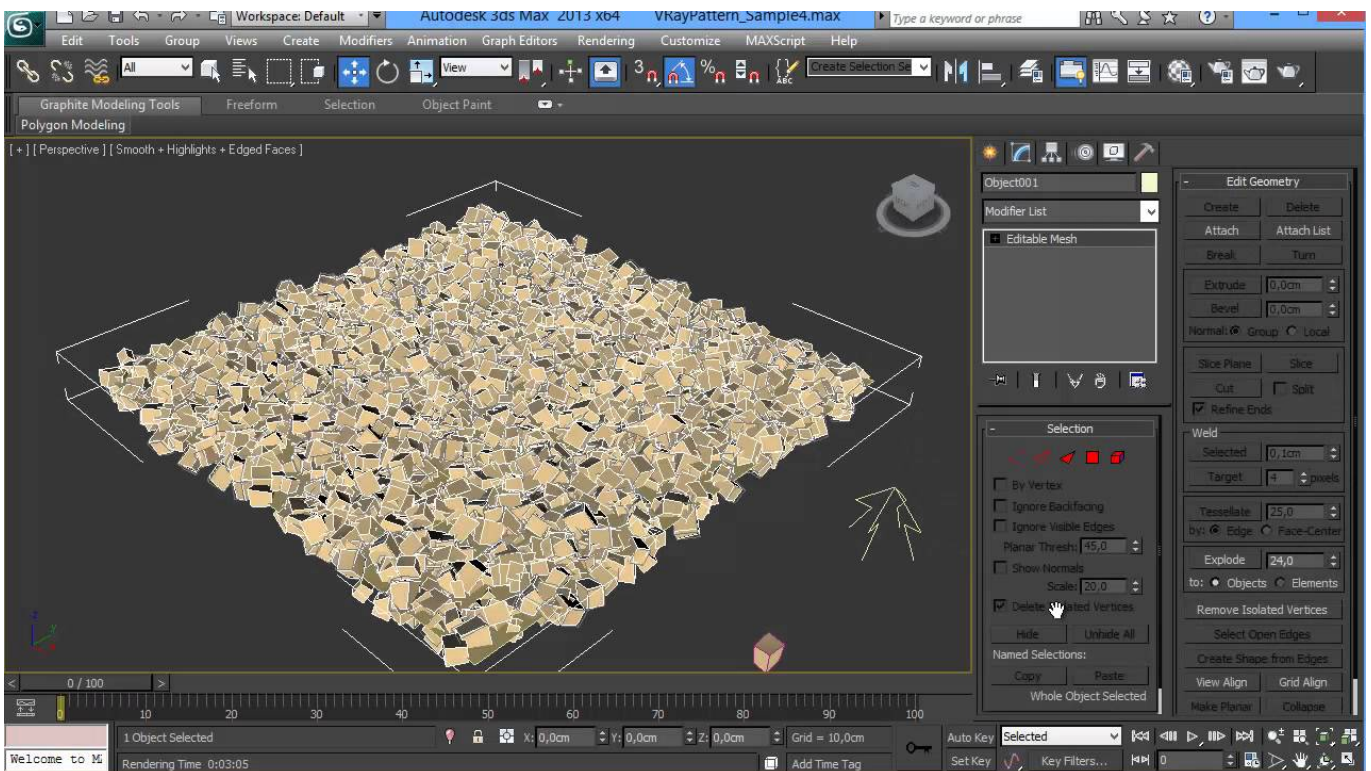 Workspace: Default
Autodesk 3ds Max 2013 x64 VRayPattern_Sample4.max
Type a keyword or phrase
Edit Tools Group Views Create Modifiers Animation Graph Editors Rendering Customize MAXScript Help
All
View
3
%
ABC
Create Selection Se
Graphite Modeling Tools Freeform Selection Object Paint
Polygon Modeling
[ + ] [ Perspective ] [ Smooth + Highlights + Edged Faces ]
Object001
Modifier List
Editable Mesh
Selection
By Vertex
Ignore Backfacing
Ignore Visible Edges
Planar Thresh: 45,0
Show Normals
Scale: 20,0
Delete Vertices
Hide Unhide All
Named Selections:
Copy Paste
Whole Object Selected
Edit Geometry
Create Delete
Attach Attach List
Break Turn
Extrude 0,0cm
Bevel 0,0cm
Normal: Group Local
Slice Plane Slice
Cut Split
Refine Ends
Weld
Selected 0,1cm
Target 4 pixels
Tessellate 25,0
by: Edge Face-Center
Explode 24,0
to: Objects Elements
Remove Isolated Vertices
Select Open Edges
Create Shape from Edges
View Align Grid Align
Make Planar Collapse
z
y
x
< 0 / 100 >
0 10 20 30 40 50 60 70 80 90 100
1 Object Selected
X: 0,0cm Y: 0,0cm Z: 0,0cm
Grid = 10,0cm
Auto Key Selected
Welcome to M
Rendering Time 0:03:05
Add Time Tag
Set Key Key Filters... 0